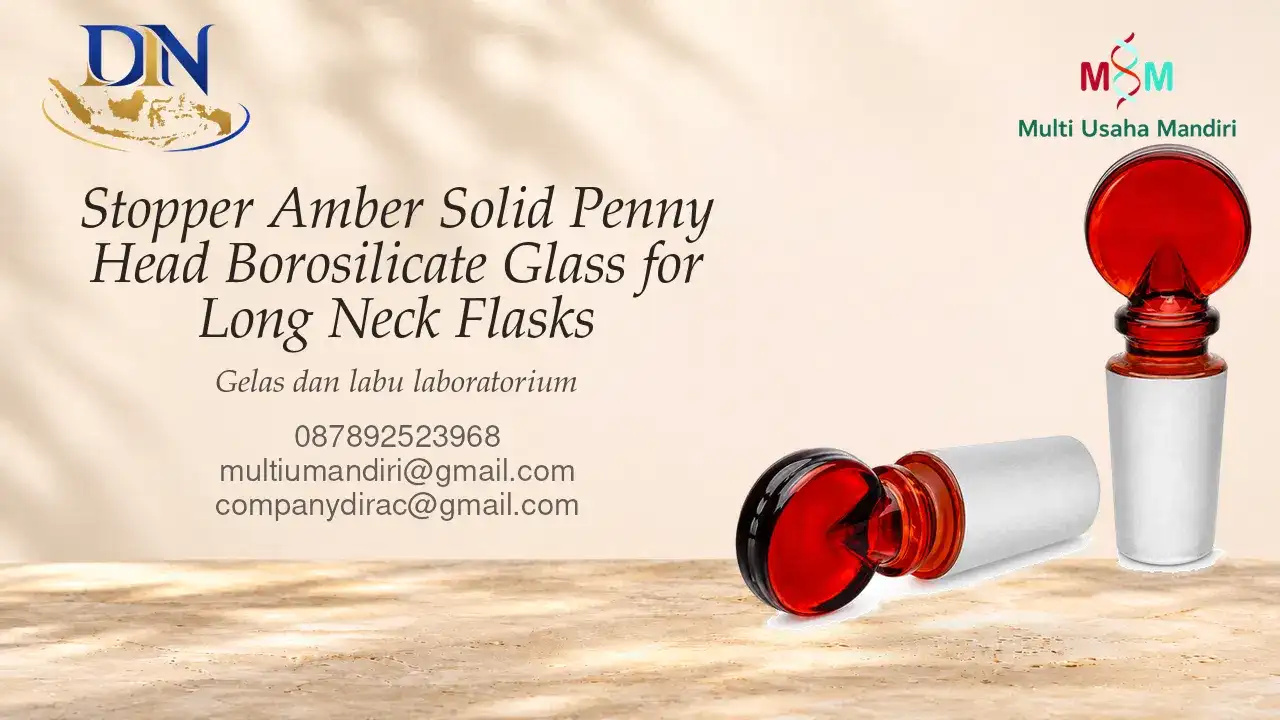 DIN
MSM
Multi Usaha Mandiri
Stopper Amber Solid Penny
Head Borosilicate Glass for
Long Neck Flasks
Gelas dan labu laboratorium
087892523968
multiumandiri@gmail.com
companydirac@gmail.com